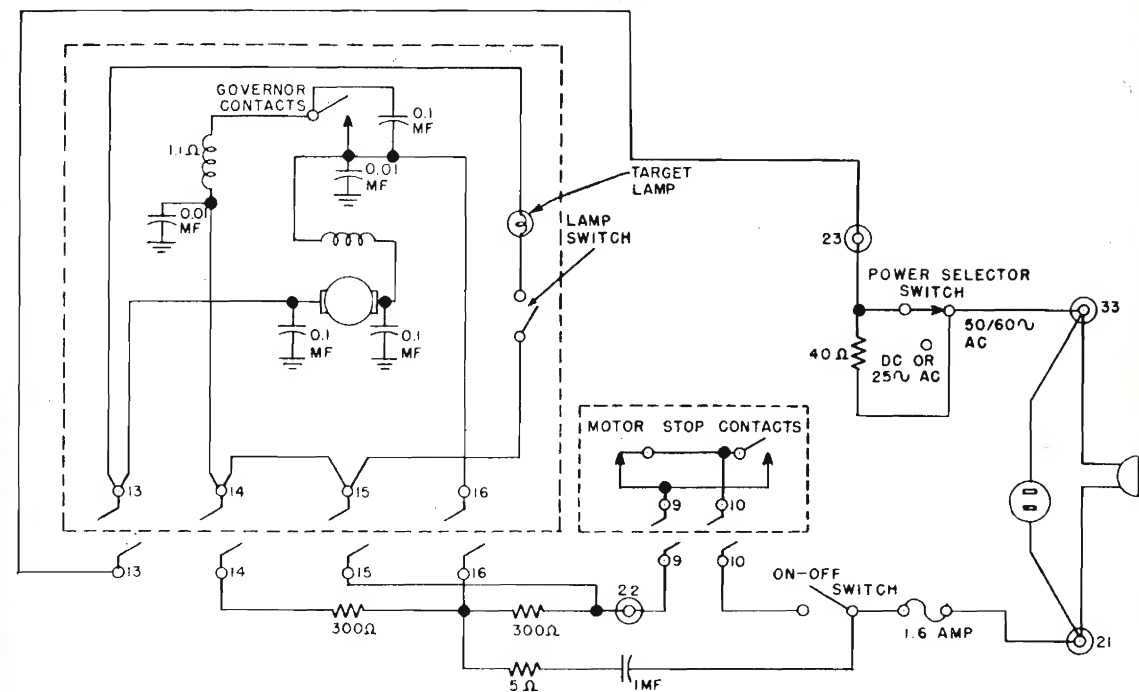 GOVERNOR
CONTACTS
0.1
MF
1.1Ω
0.01
MF
0.01
MF
TARGET
LAMP
LAMP
SWITCH
23
POWER SELECTOR
SWITCH
33
50/60∿
AC
40Ω
DC OR
25∿ AC
0.1
MF
0.1
MF
MOTOR STOP CONTACTS
13
14
15
16
9
10
13
14
15
16
9
10
22
ON-OFF
SWITCH
300Ω
300Ω
1.6 AMP
21
5Ω
1MF